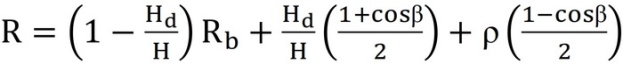 R = (1 − H_d/H) R_b + H_d/H ((1+cosβ)/2) + ρ ((1−cosβ)/2)